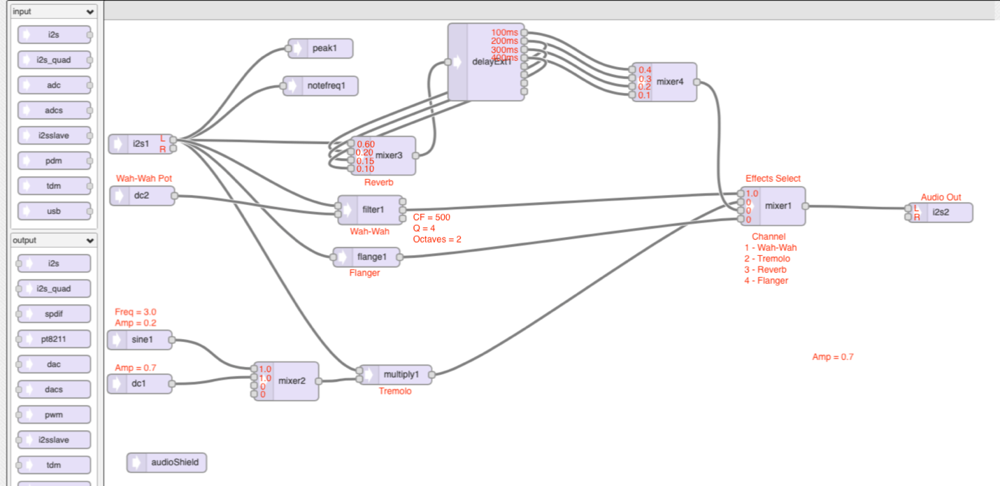 input
i2s
i2s_quad
adc
adcs
i2sslave
pdm
tdm
usb
output
i2s
i2s_quad
spdif
pt8211
dac
dacs
pwm
i2sslave
tdm
peak1
notefreq1
i2s1
L
R
Wah-Wah Pot
dc2
delayExt1
100ms
200ms
300ms
400ms
mixer4
0.4
0.3
0.2
0.1
mixer3
0.60
0.20
0.15
0.10
Reverb
filter1
Wah-Wah
CF = 500
Q = 4
Octaves = 2
flange1
Flanger
Effects Select
1.0
0
0
0
mixer1
Channel
1 - Wah-Wah
2 - Tremolo
3 - Reverb
4 - Flanger
Audio Out
L
R
i2s2
Freq = 3.0
Amp = 0.2
sine1
Amp = 0.7
dc1
1.0
1.0
0
0
mixer2
multiply1
Tremolo
Amp = 0.7
audioShield